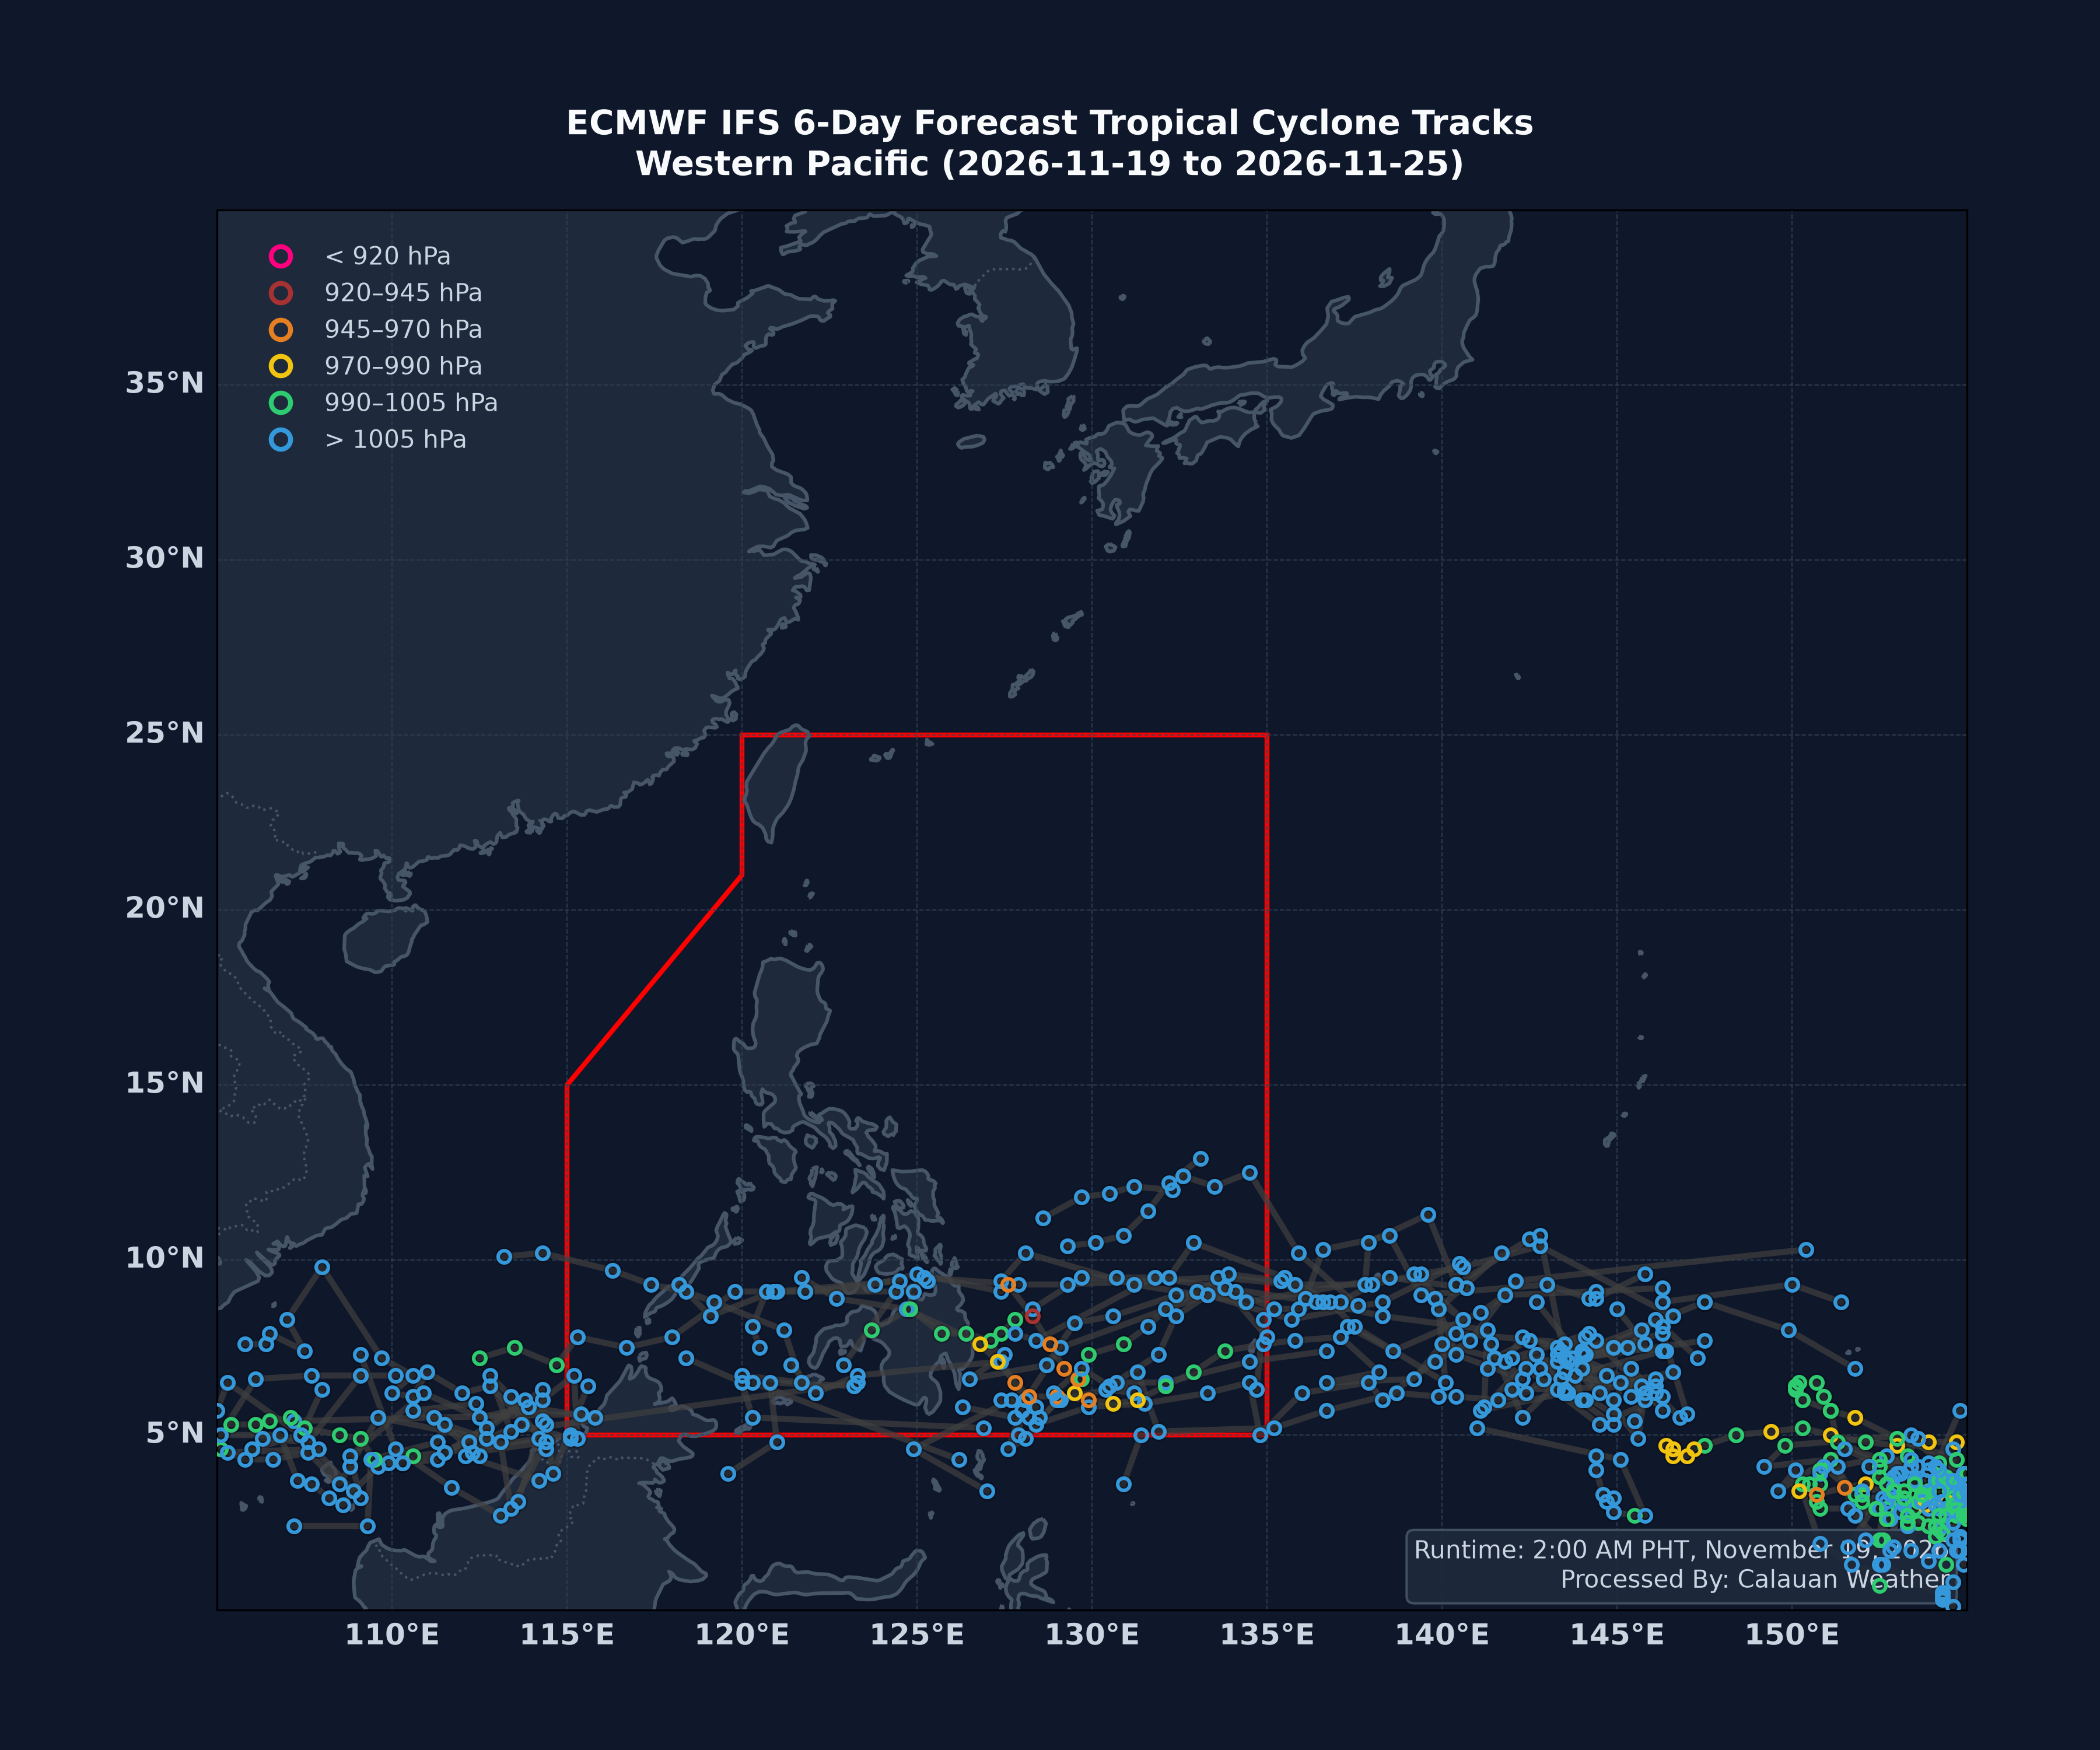 ECMWF IFS 6-Day Forecast Tropical Cyclone Tracks
Western Pacific (2026-11-19 to 2026-11-25)
< 920 hPa
920–945 hPa
945–970 hPa
970–990 hPa
990–1005 hPa
> 1005 hPa
35°N
30°N
25°N
20°N
15°N
10°N
5°N
Runtime: 2:00 AM PHT, November 19, 2026
Processed By: Calauan Weather
110°E
115°E
120°E
125°E
130°E
135°E
140°E
145°E
150°E